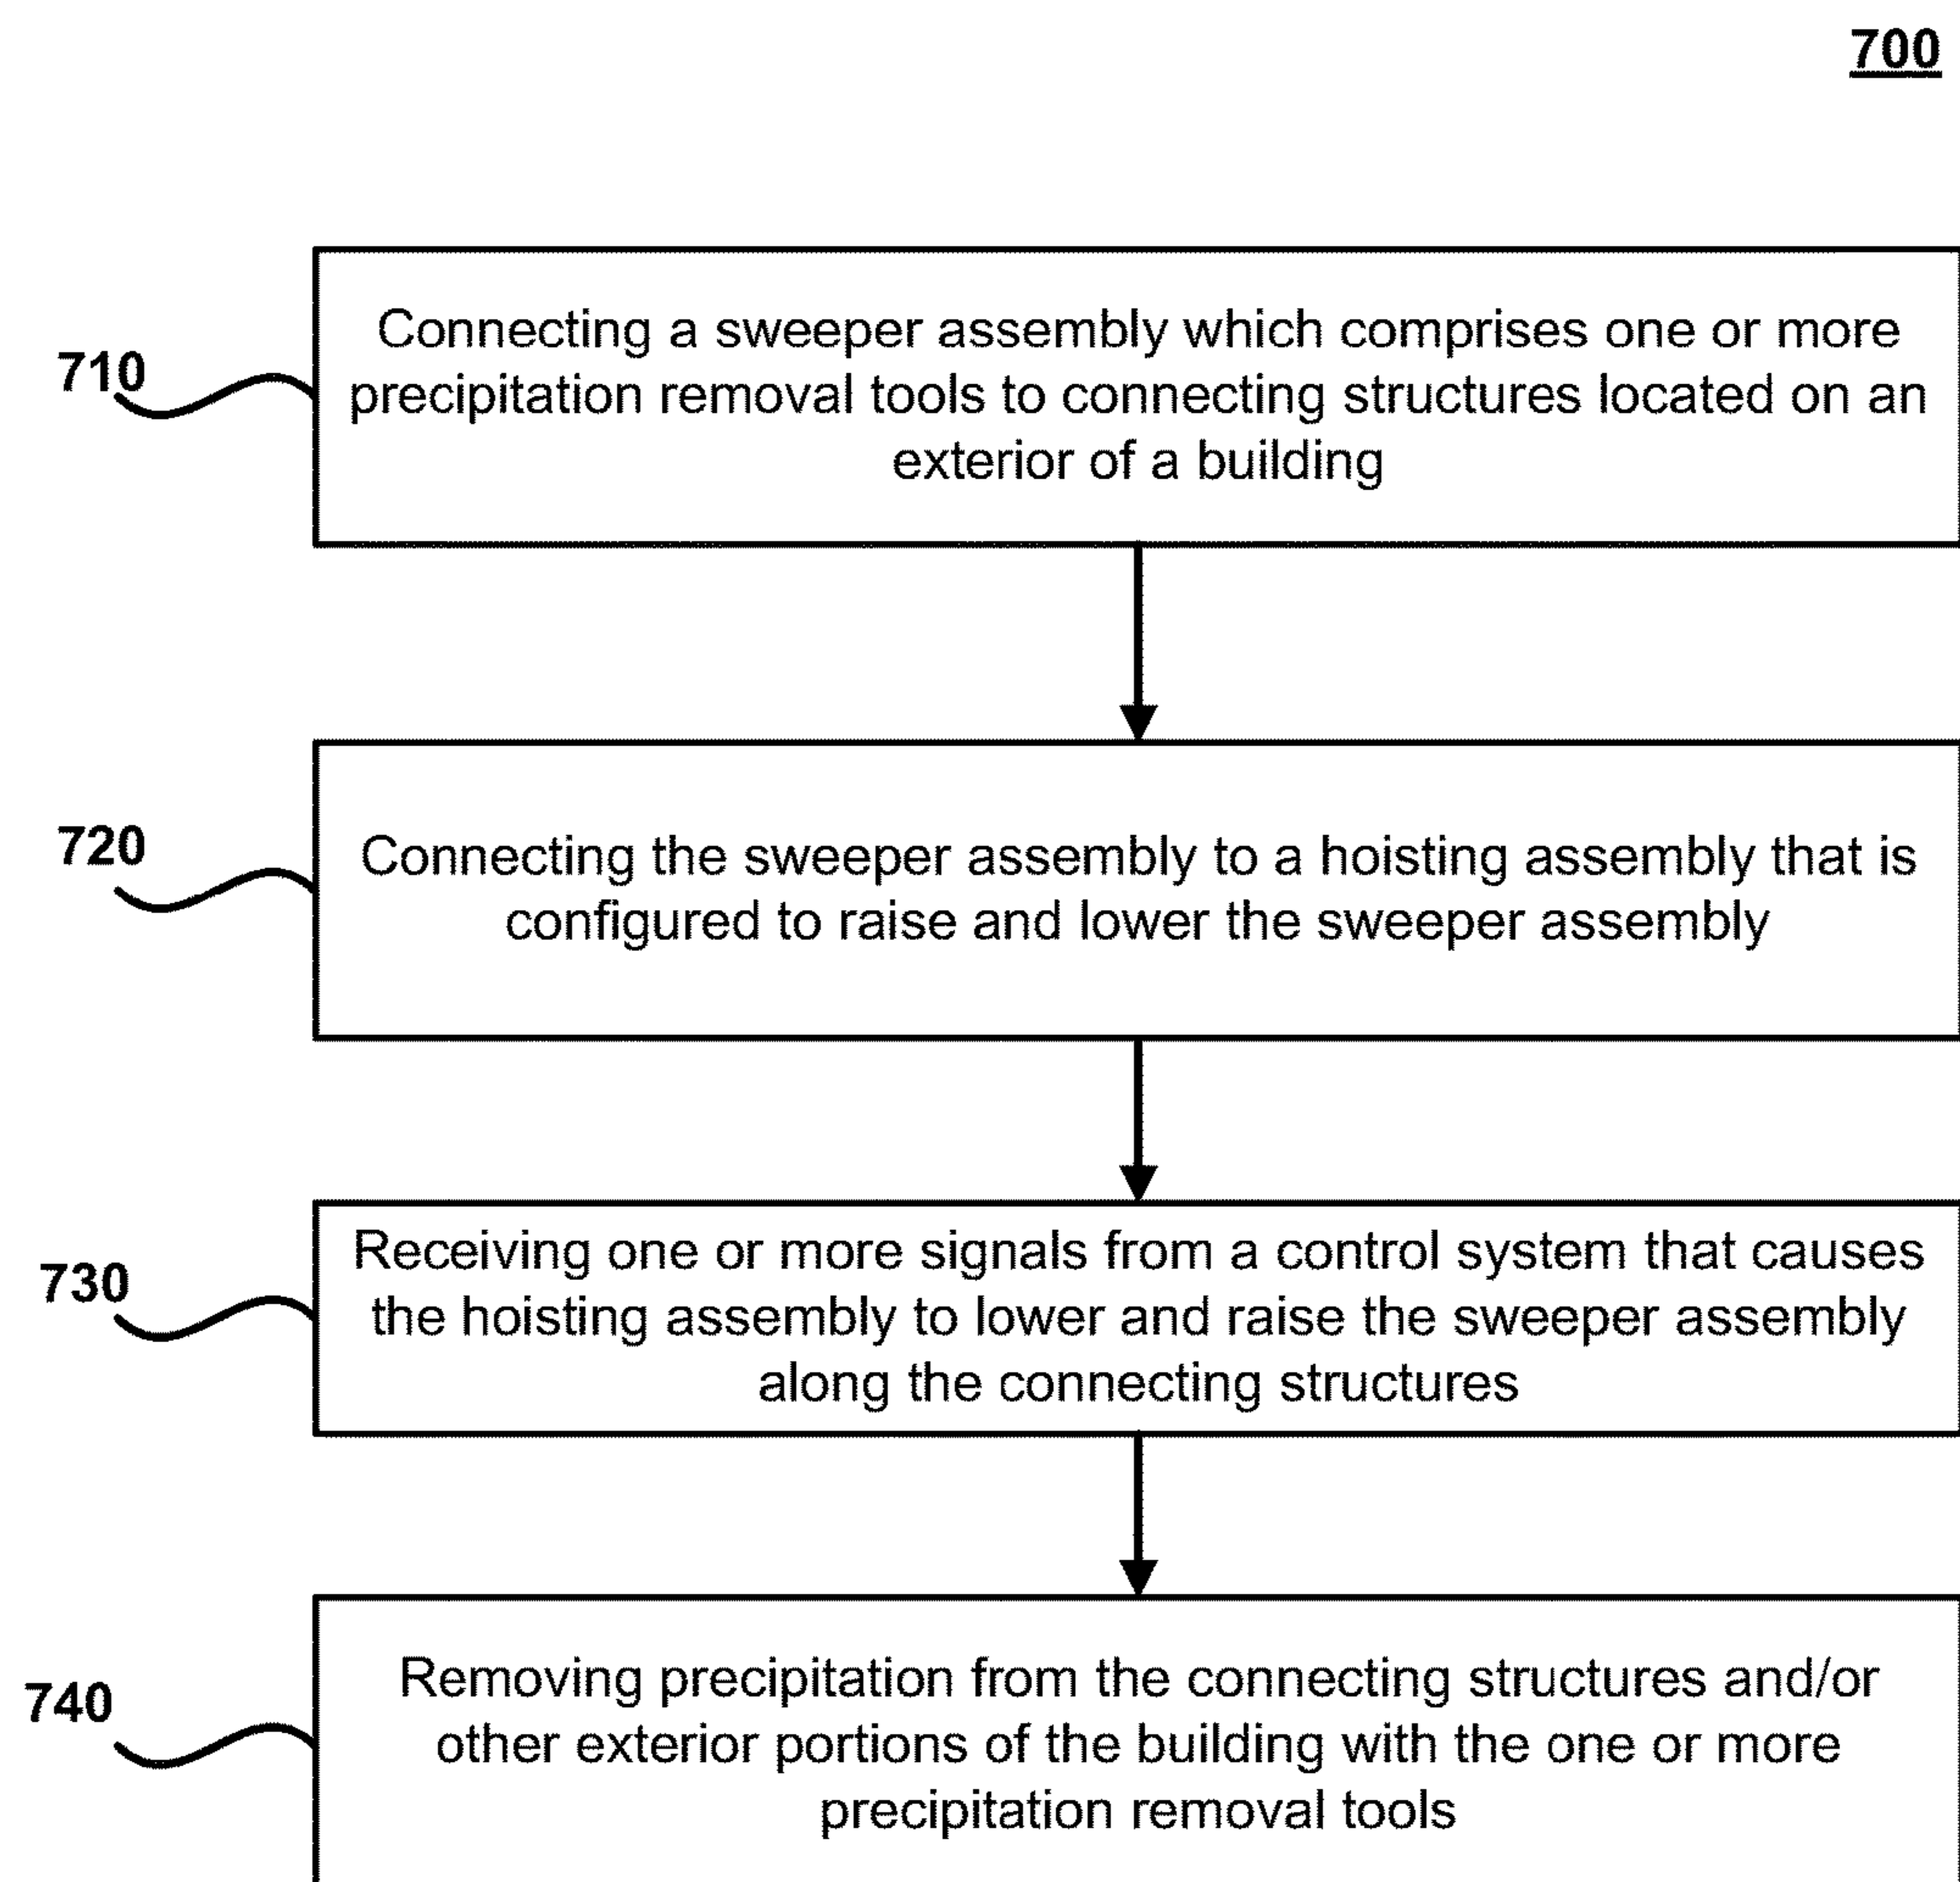 700
710
Connecting a sweeper assembly which comprises one or more
precipitation removal tools to connecting structures located on an
exterior of a building
720
Connecting the sweeper assembly to a hoisting assembly that is
configured to raise and lower the sweeper assembly
730
Receiving one or more signals from a control system that causes
the hoisting assembly to lower and raise the sweeper assembly
along the connecting structures
740
Removing precipitation from the connecting structures and/or
other exterior portions of the building with the one or more
precipitation removal tools